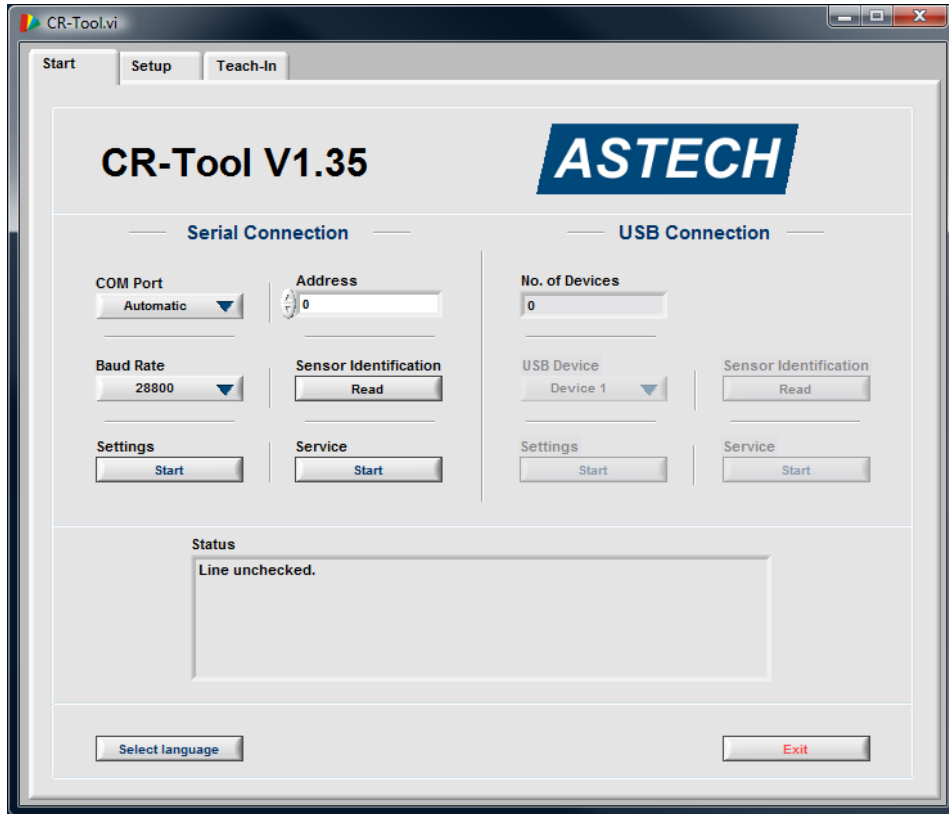 CR-Tool.vi
Start Setup Teach-In
CR-Tool V1.35
ASTECH
Serial Connection
COM Port Address
Automatic 0
Baud Rate Sensor Identification
28800 Read
Settings Service
Start Start
USB Connection
No. of Devices
0
USB Device Sensor Identification
Device 1 Read
Settings Service
Start Start
Status
Line unchecked.
Select language Exit